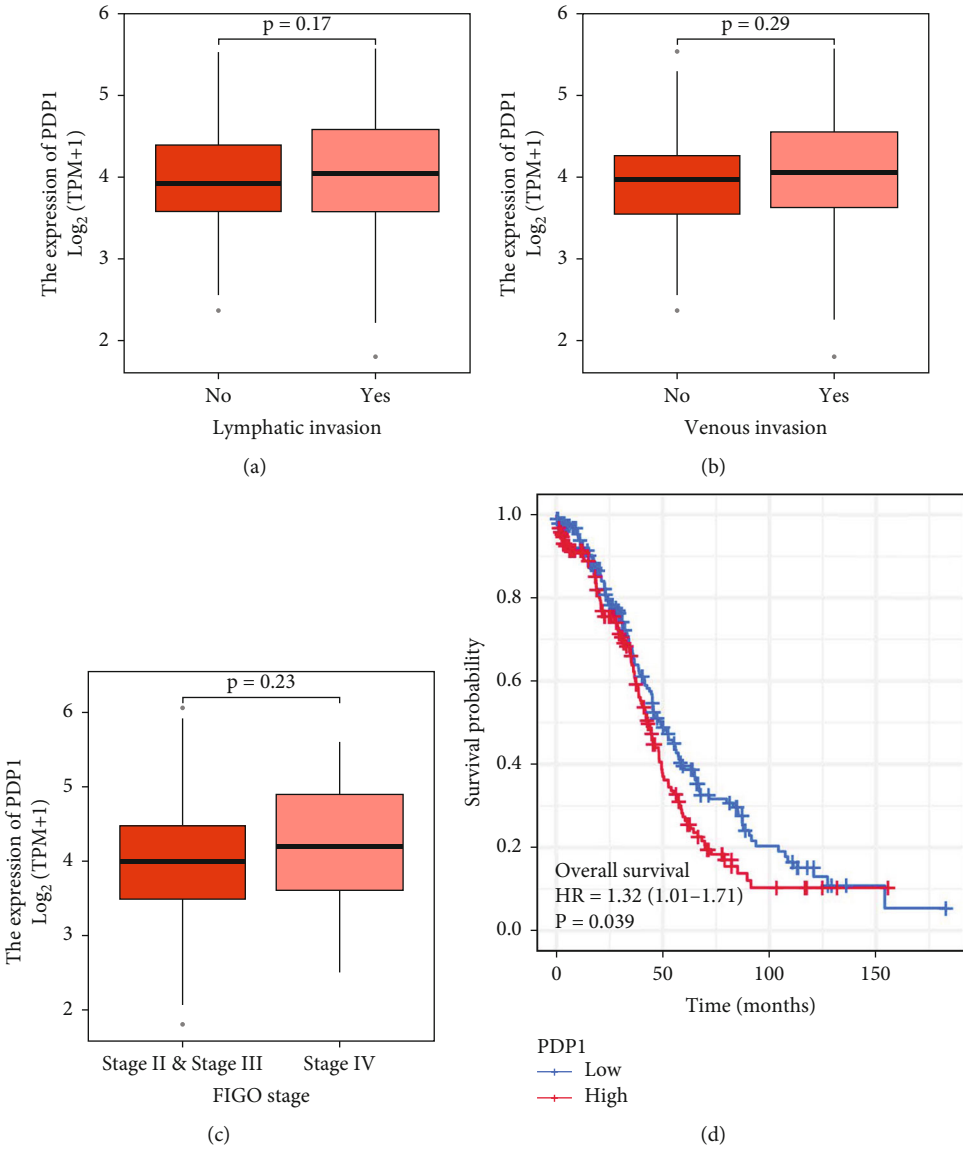 6
5
4
3
2
The expression of PDP1
Log₂ (TPM+1)
p = 0.17
No
Yes
Lymphatic invasion
(a)
6
5
4
3
2
The expression of PDP1
Log₂ (TPM+1)
p = 0.29
No
Yes
Venous invasion
(b)
6
5
4
3
2
The expression of PDP1
Log₂ (TPM+1)
p = 0.23
Stage II & Stage III
Stage IV
FIGO stage
(c)
1.0
0.8
0.6
0.4
0.2
0.0
Survival probability
Overall survival
HR = 1.32 (1.01–1.71)
P = 0.039
0
50
100
150
Time (months)
PDP1
Low
High
(d)